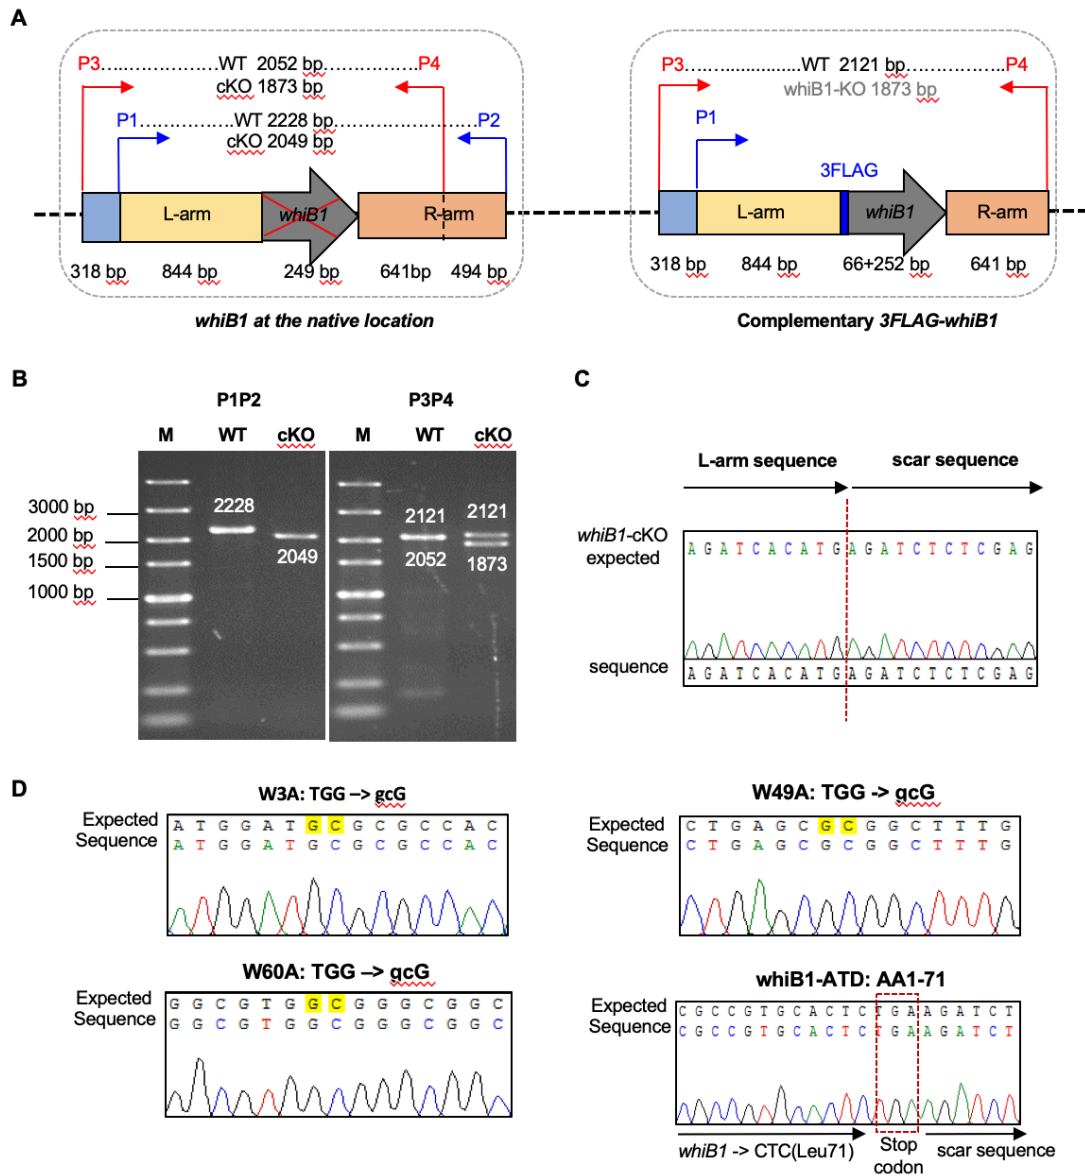 A
P3......................WT 2052 bp......................P4
cKO 1873 bp
P1......................WT 2228 bp......................P2
cKO 2049 bp
L-arm
whiB1
R-arm
318 bp
844 bp
249 bp
641bp
494 bp
whiB1 at the native location
P3......................WT 2121 bp......................P4
whiB1-KO 1873 bp
P1
3FLAG
L-arm
whiB1
R-arm
318 bp
844 bp
66+252 bp
641 bp
Complementary 3FLAG-whiB1
B
P1P2
P3P4
M WT cKO
M WT cKO
3000 bp
2000 bp
1500 bp
1000 bp
2228
2049
2121
2052
2121
1873
C
L-arm sequence
scar sequence
whiB1-cKO
expected
AGATCACATGAGATCTCTCGAG
sequence
AGATCACATGAGATCTCTCGAG
D
W3A: TGG –> gcG
Expected
ATGGATGCGCGCCAC
Sequence
ATGGATGCGCGCCAC
W49A: TGG -> gcG
Expected
CTGAGCGCGGCTTTG
Sequence
CTGAGCGCGGCTTTG
W60A: TGG –> gcG
Expected
GGCGTGGCGGGCGGC
Sequence
GGCGTGGCGGGCGGC
whiB1-ATD: AA1-71
Expected
CGCCGTGCACTCTGAAGATCT
Sequence
CGCCGTGCACTCTGAAGATCT
whiB1 -> CTC(Leu71)
Stop
codon
scar sequence